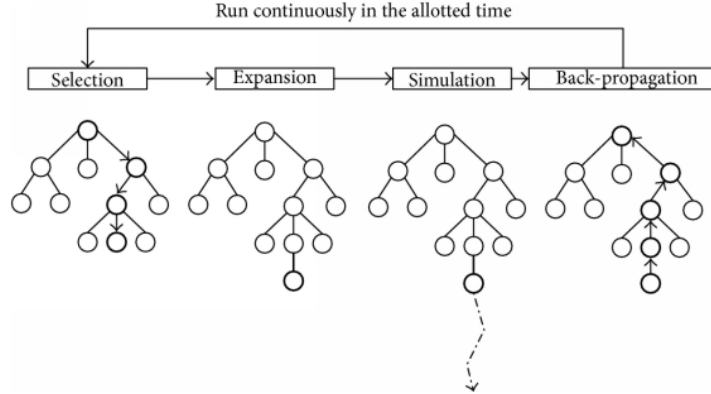 Run continuously in the allotted time
Selection
Expansion
Simulation
Back-propagation